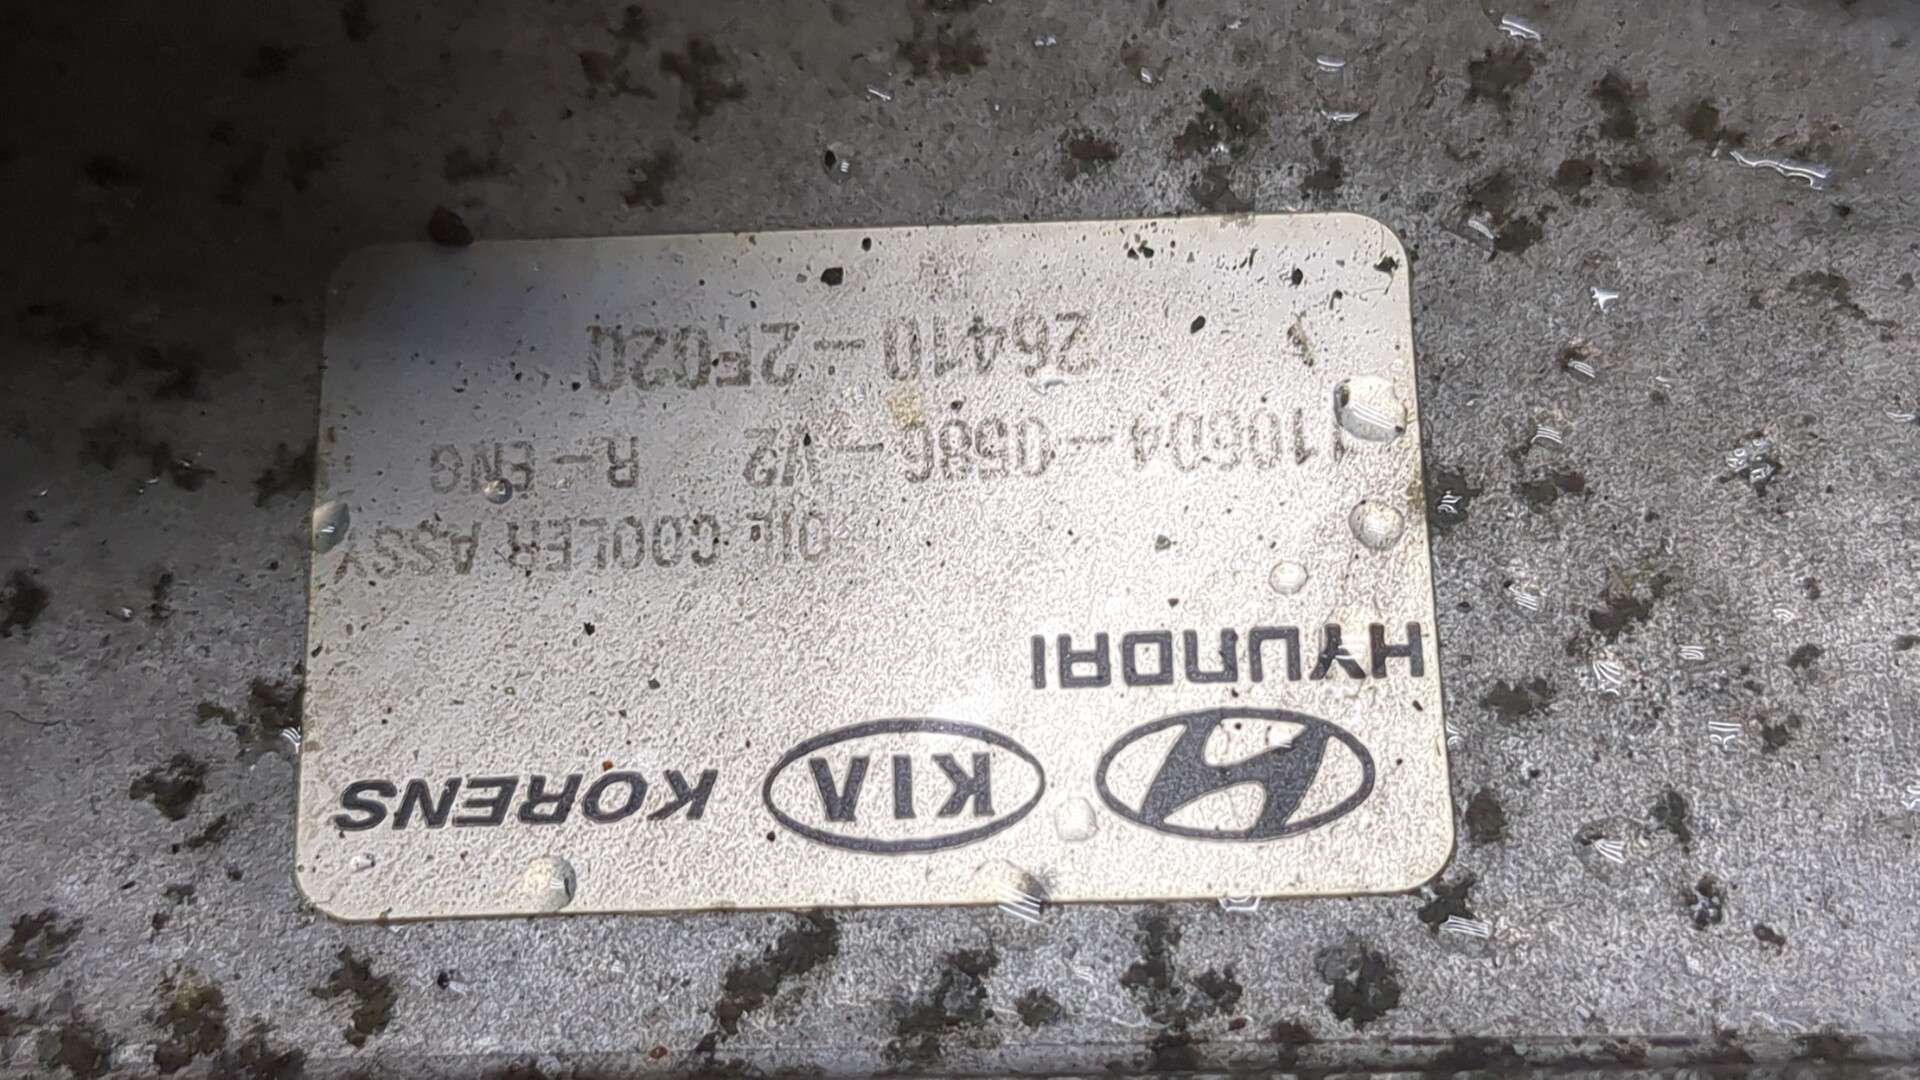 KIA KORENS
HYUNDAI
OIL COOLER ASSY
110604-0586-V2 R-ENG
26410-2F020